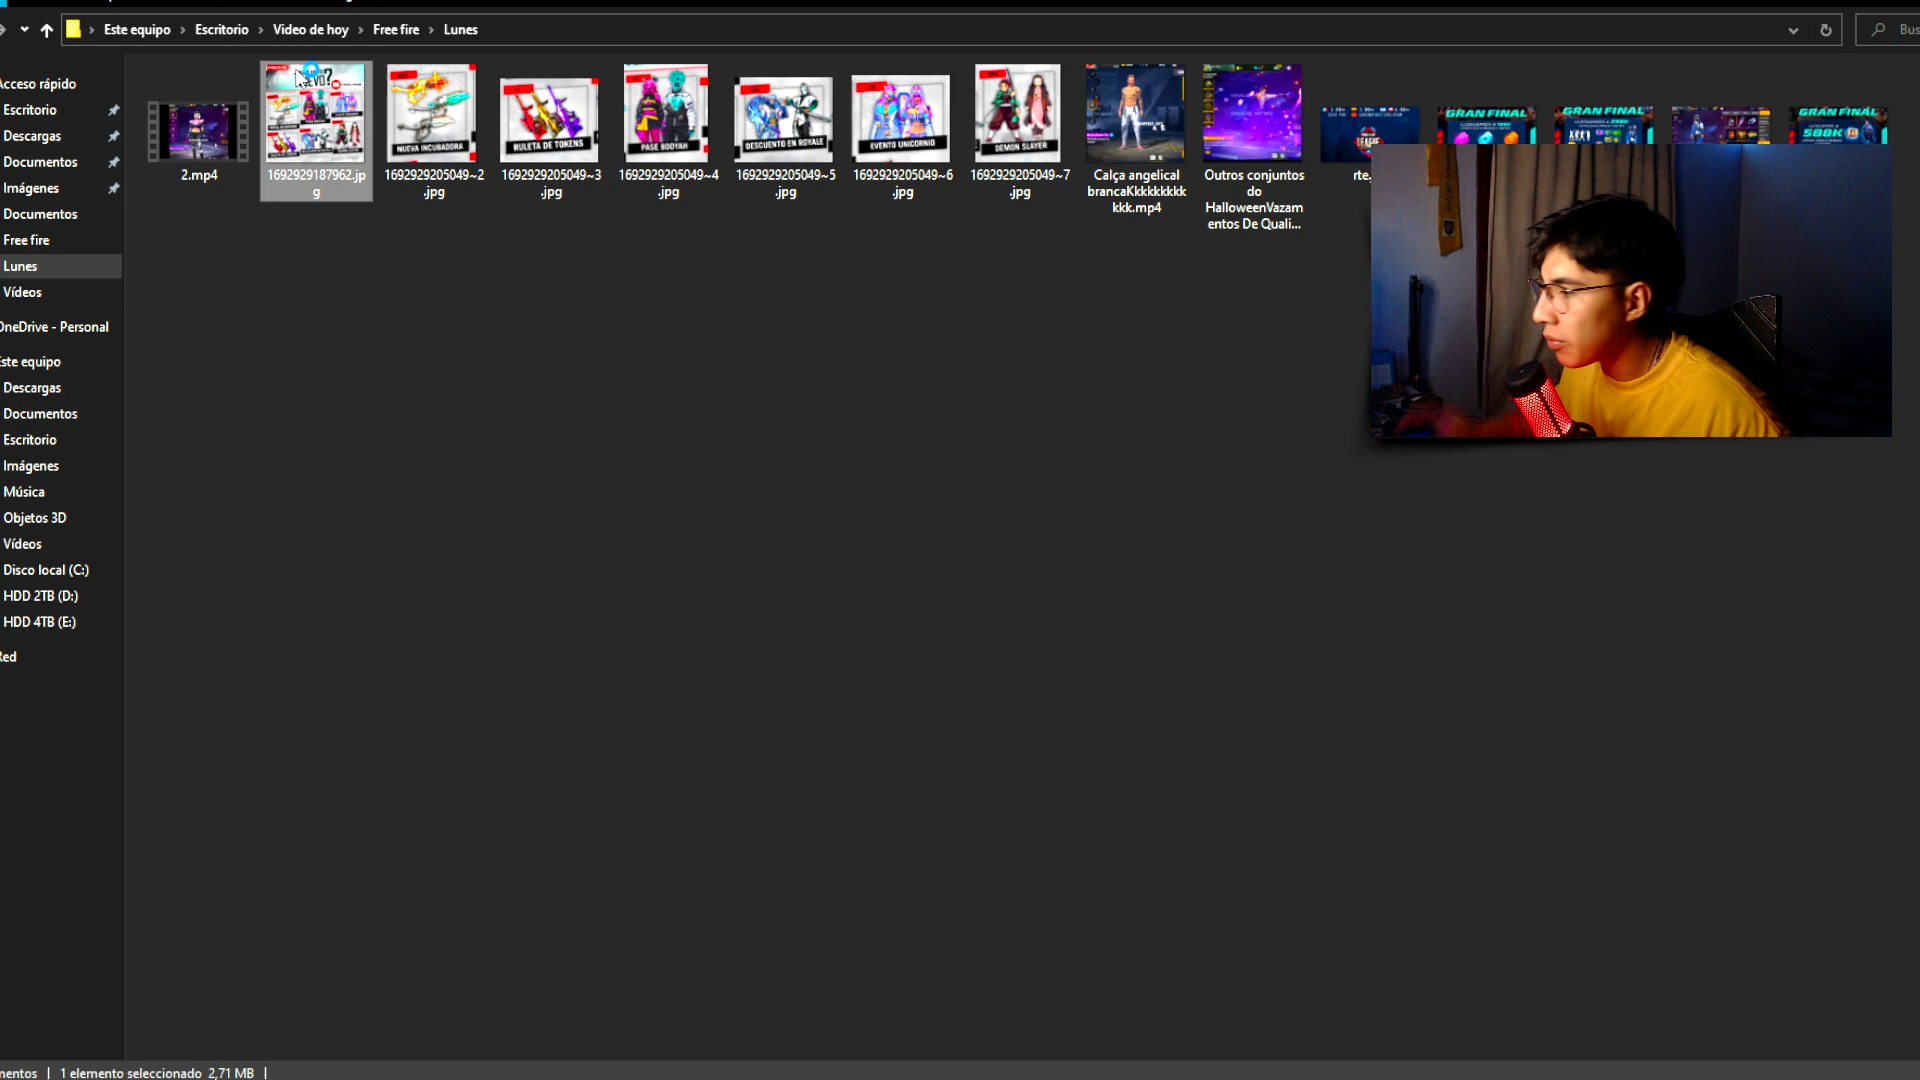 Este equipo > Escritorio > Video de hoy > Free fire > Lunes
Bus
Acceso rápido
Escritorio
Descargas
Documentos
Imágenes
Documentos
Free fire
Lunes
Vídeos
OneDrive - Personal
Este equipo
Descargas
Documentos
Escritorio
Imágenes
Música
Objetos 3D
Vídeos
Disco local (C:)
HDD 2TB (D:)
HDD 4TB (E:)
Red
NUEVA INCUBADORA
RULETA DE TOKENS
PASE BOOYAH
DESCUENTO EN ROYALE
EVENTO UNICORNIO
DEMON SLAYER
GRAN FINAL
GRAN FINAL
GRAN FINAL
500K
2.mp4
1692929187962.jp
g
1692929205049~2
.jpg
1692929205049~3
.jpg
1692929205049~4
.jpg
1692929205049~5
.jpg
1692929205049~6
.jpg
1692929205049~7
.jpg
Calça angelical
brancaKkkkkkkkk
kkk.mp4
Outros conjuntos
do
HalloweenVazam
entos De Quali...
rte.
mentos | 1 elemento seleccionado 2,71 MB |